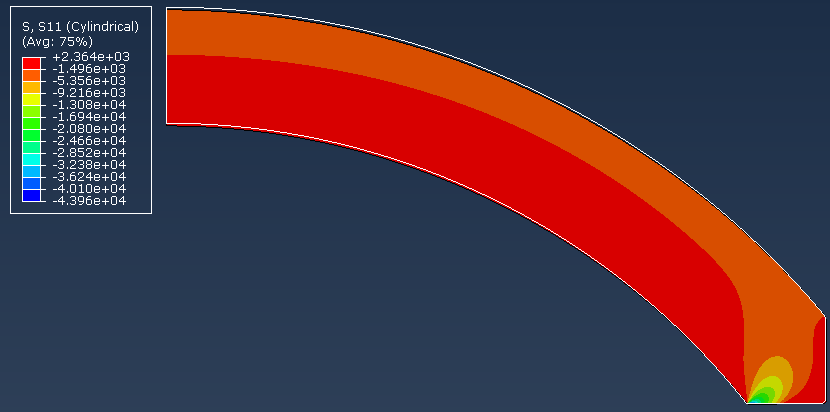 S, S11 (Cylindrical)
(Avg: 75%)
+2.364e+03
-1.496e+03
-5.356e+03
-9.216e+03
-1.308e+04
-1.694e+04
-2.080e+04
-2.466e+04
-2.852e+04
-3.238e+04
-3.624e+04
-4.010e+04
-4.396e+04